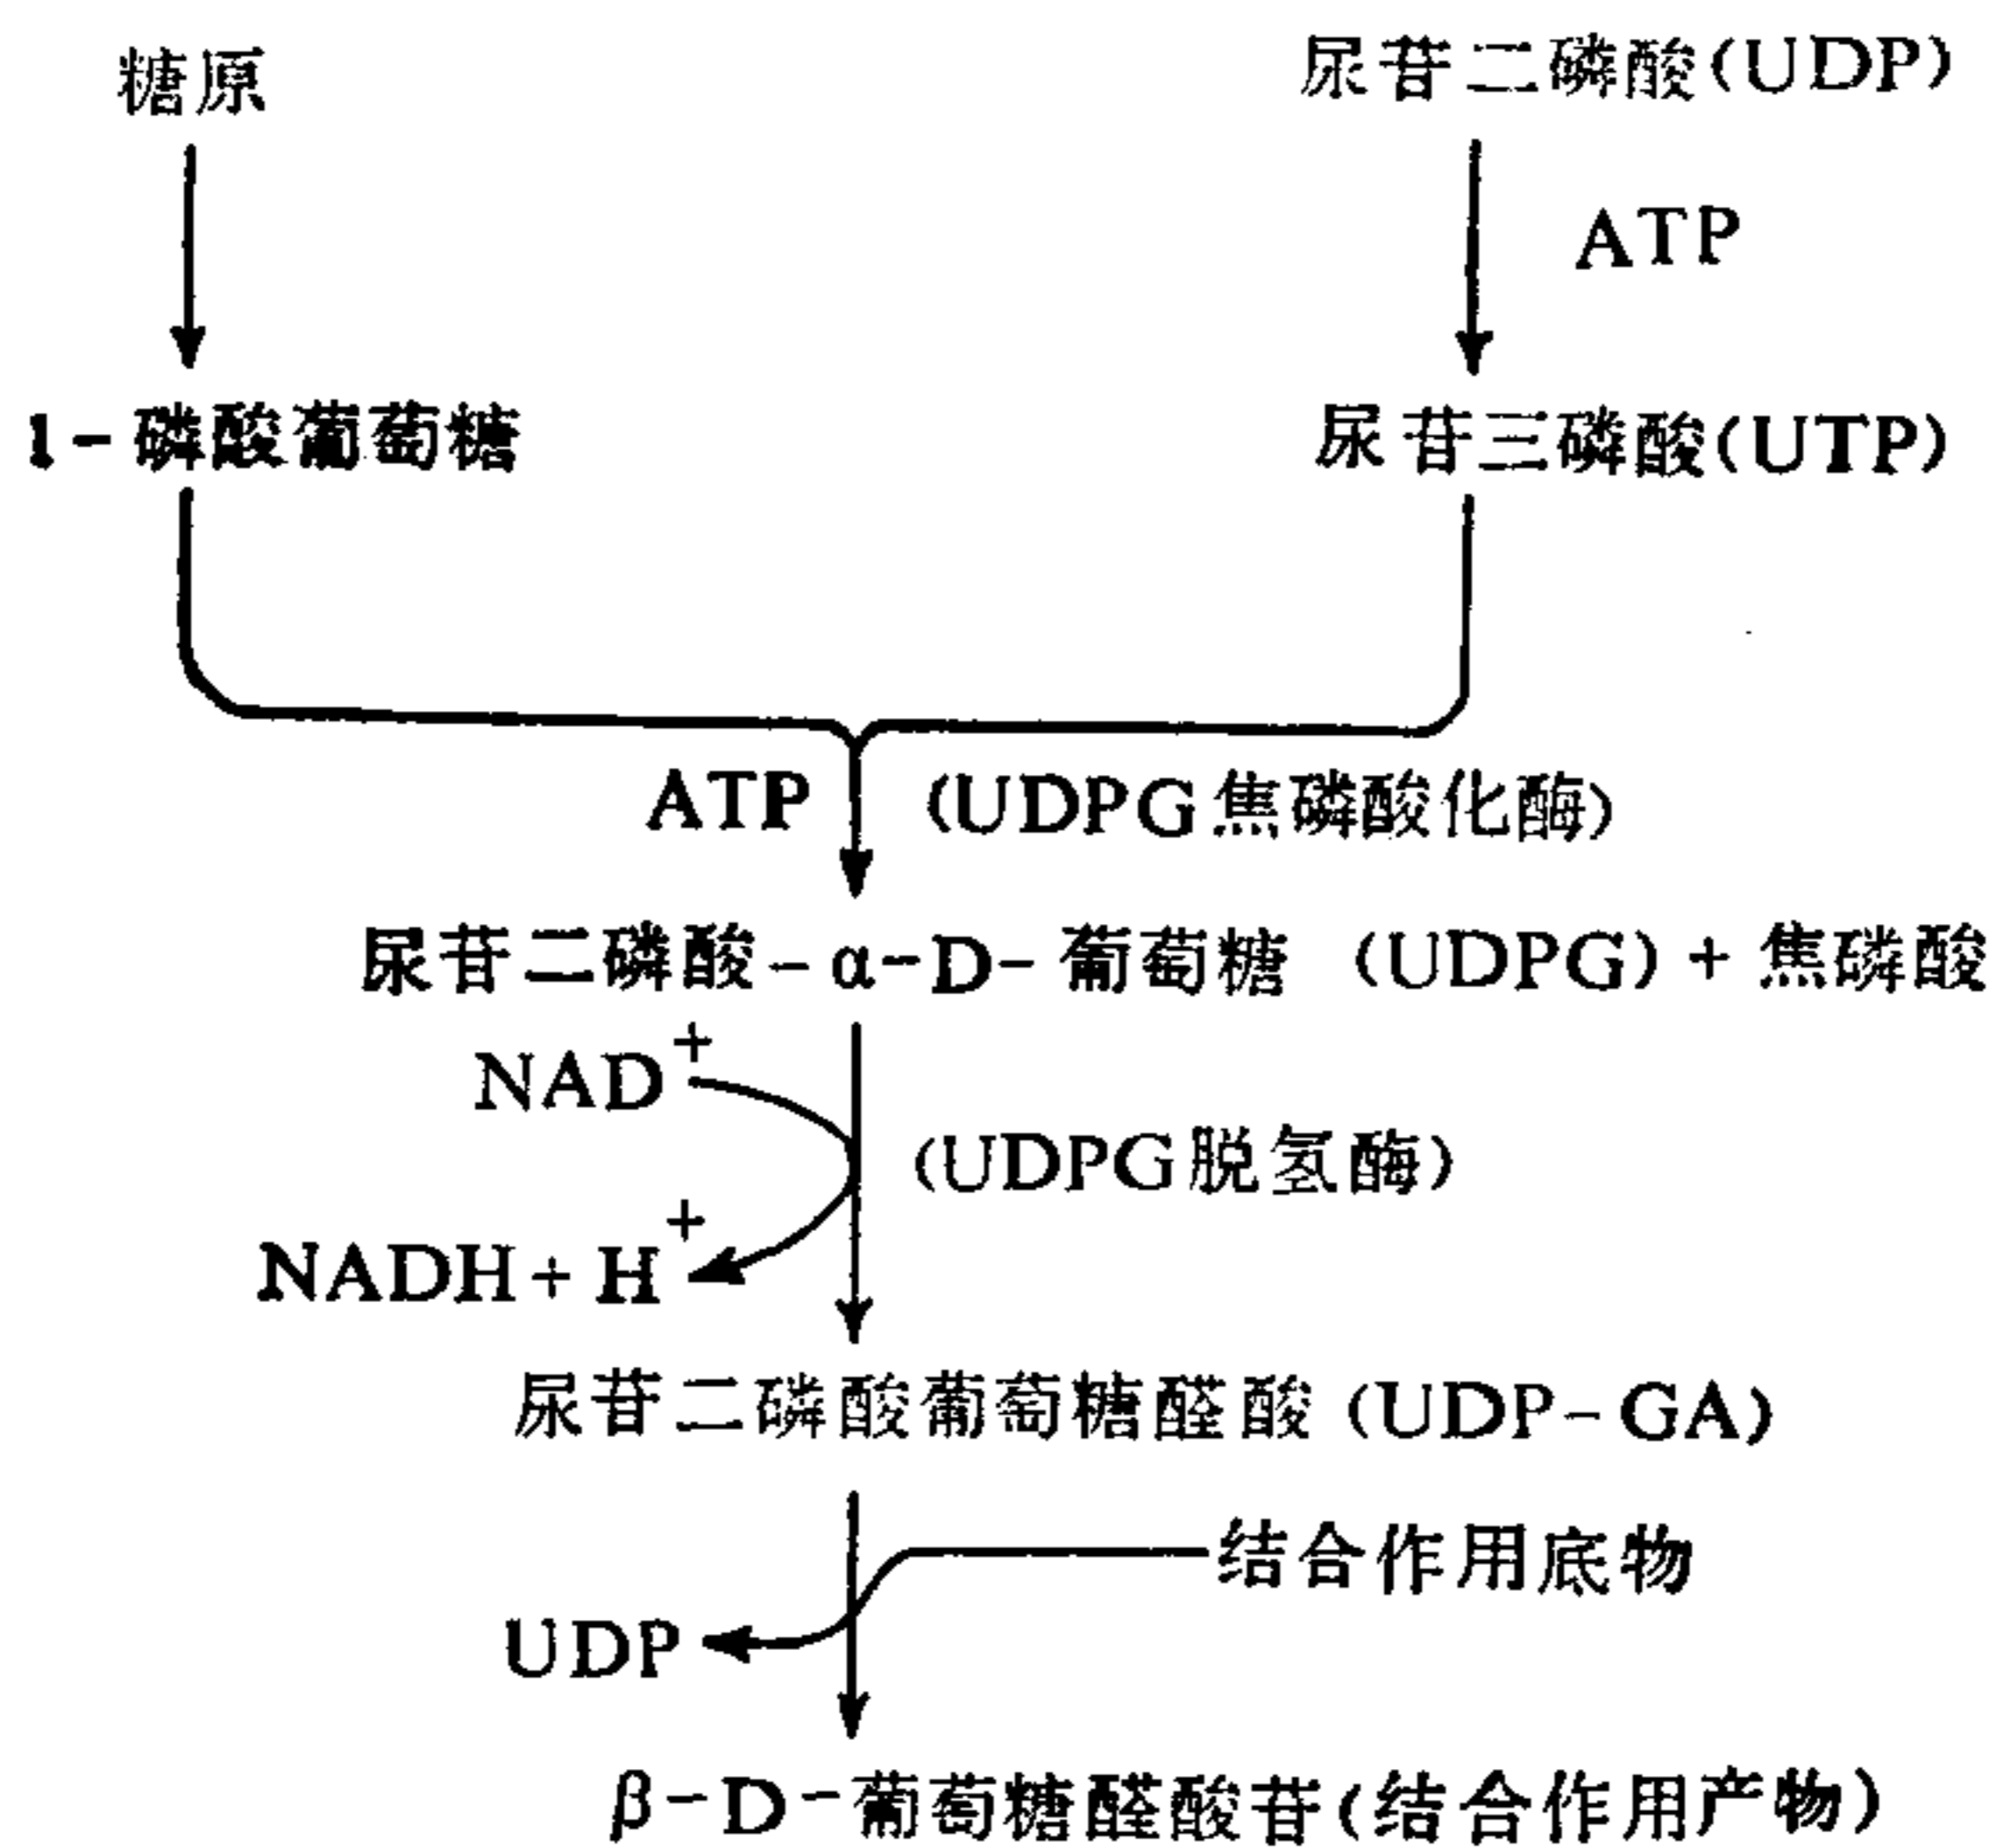 糖原
尿苷二磷酸(UDP)
ATP
1-磷酸葡萄糖
尿苷三磷酸(UTP)
ATP
(UDPG焦磷酸化酶)
尿苷二磷酸-α-D-葡萄糖 (UDPG)+焦磷酸
NAD⁺
(UDPG脱氢酶)
NADH+H⁺
尿苷二磷酸葡萄糖醛酸(UDP-GA)
结合作用底物
UDP
β-D-葡萄糖醛酸苷(结合作用产物)